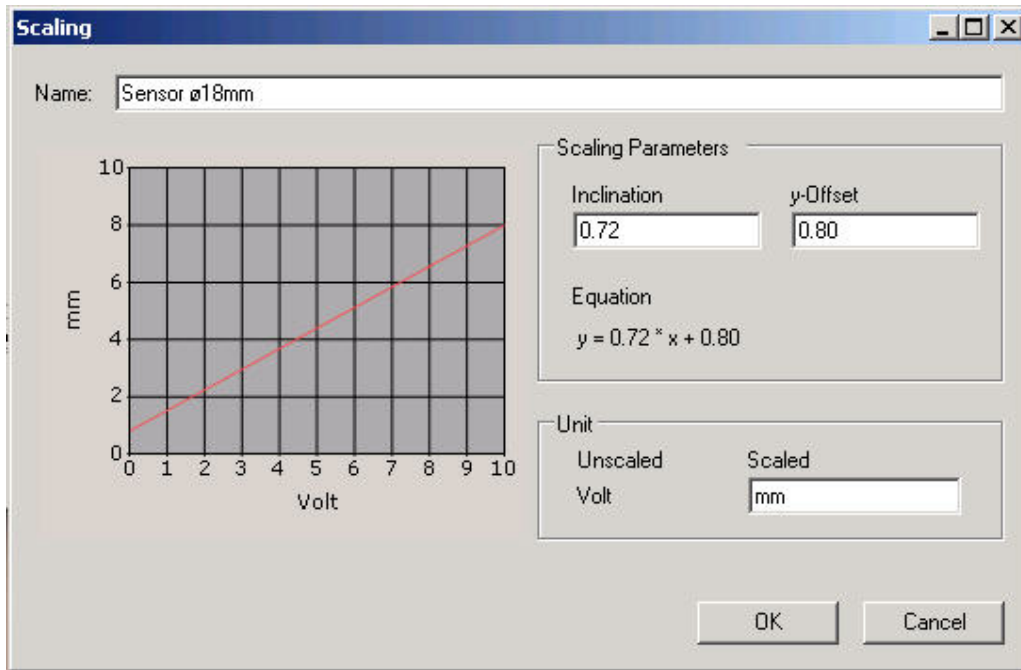 Scaling
Name: Sensor ø18mm
10
8
6
4
2
0
mm
0 1 2 3 4 5 6 7 8 9 10
Volt
Scaling Parameters
Inclination y-Offset
0.72 0.80
Equation
y = 0.72 * x + 0.80
Unit
Unscaled Scaled
Volt mm
OK Cancel